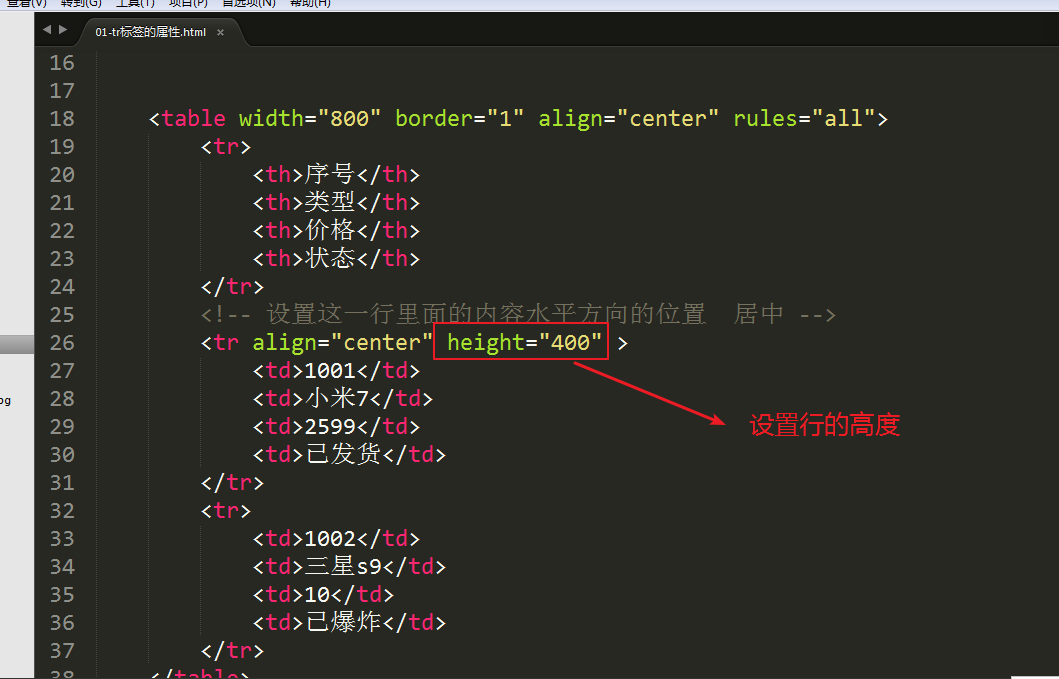 查看(V) 转到(G) 工具(T) 项目(P) 首选项(N) 帮助(H)
01-tr标签的属性.html ×
16
17
18 <table width="800" border="1" align="center" rules="all">
19 <tr>
20 <th>序号</th>
21 <th>类型</th>
22 <th>价格</th>
23 <th>状态</th>
24 </tr>
25 <!-- 设置这一行里面的内容水平方向的位置 居中 -->
26 <tr align="center" height="400" >
27 <td>1001</td>
28 <td>小米7</td>
og
设置行的高度
29 <td>2599</td>
30 <td>已发货</td>
31 </tr>
32 <tr>
33 <td>1002</td>
34 <td>三星s9</td>
35 <td>10</td>
36 <td>已爆炸</td>
37 </tr>
38 </table>